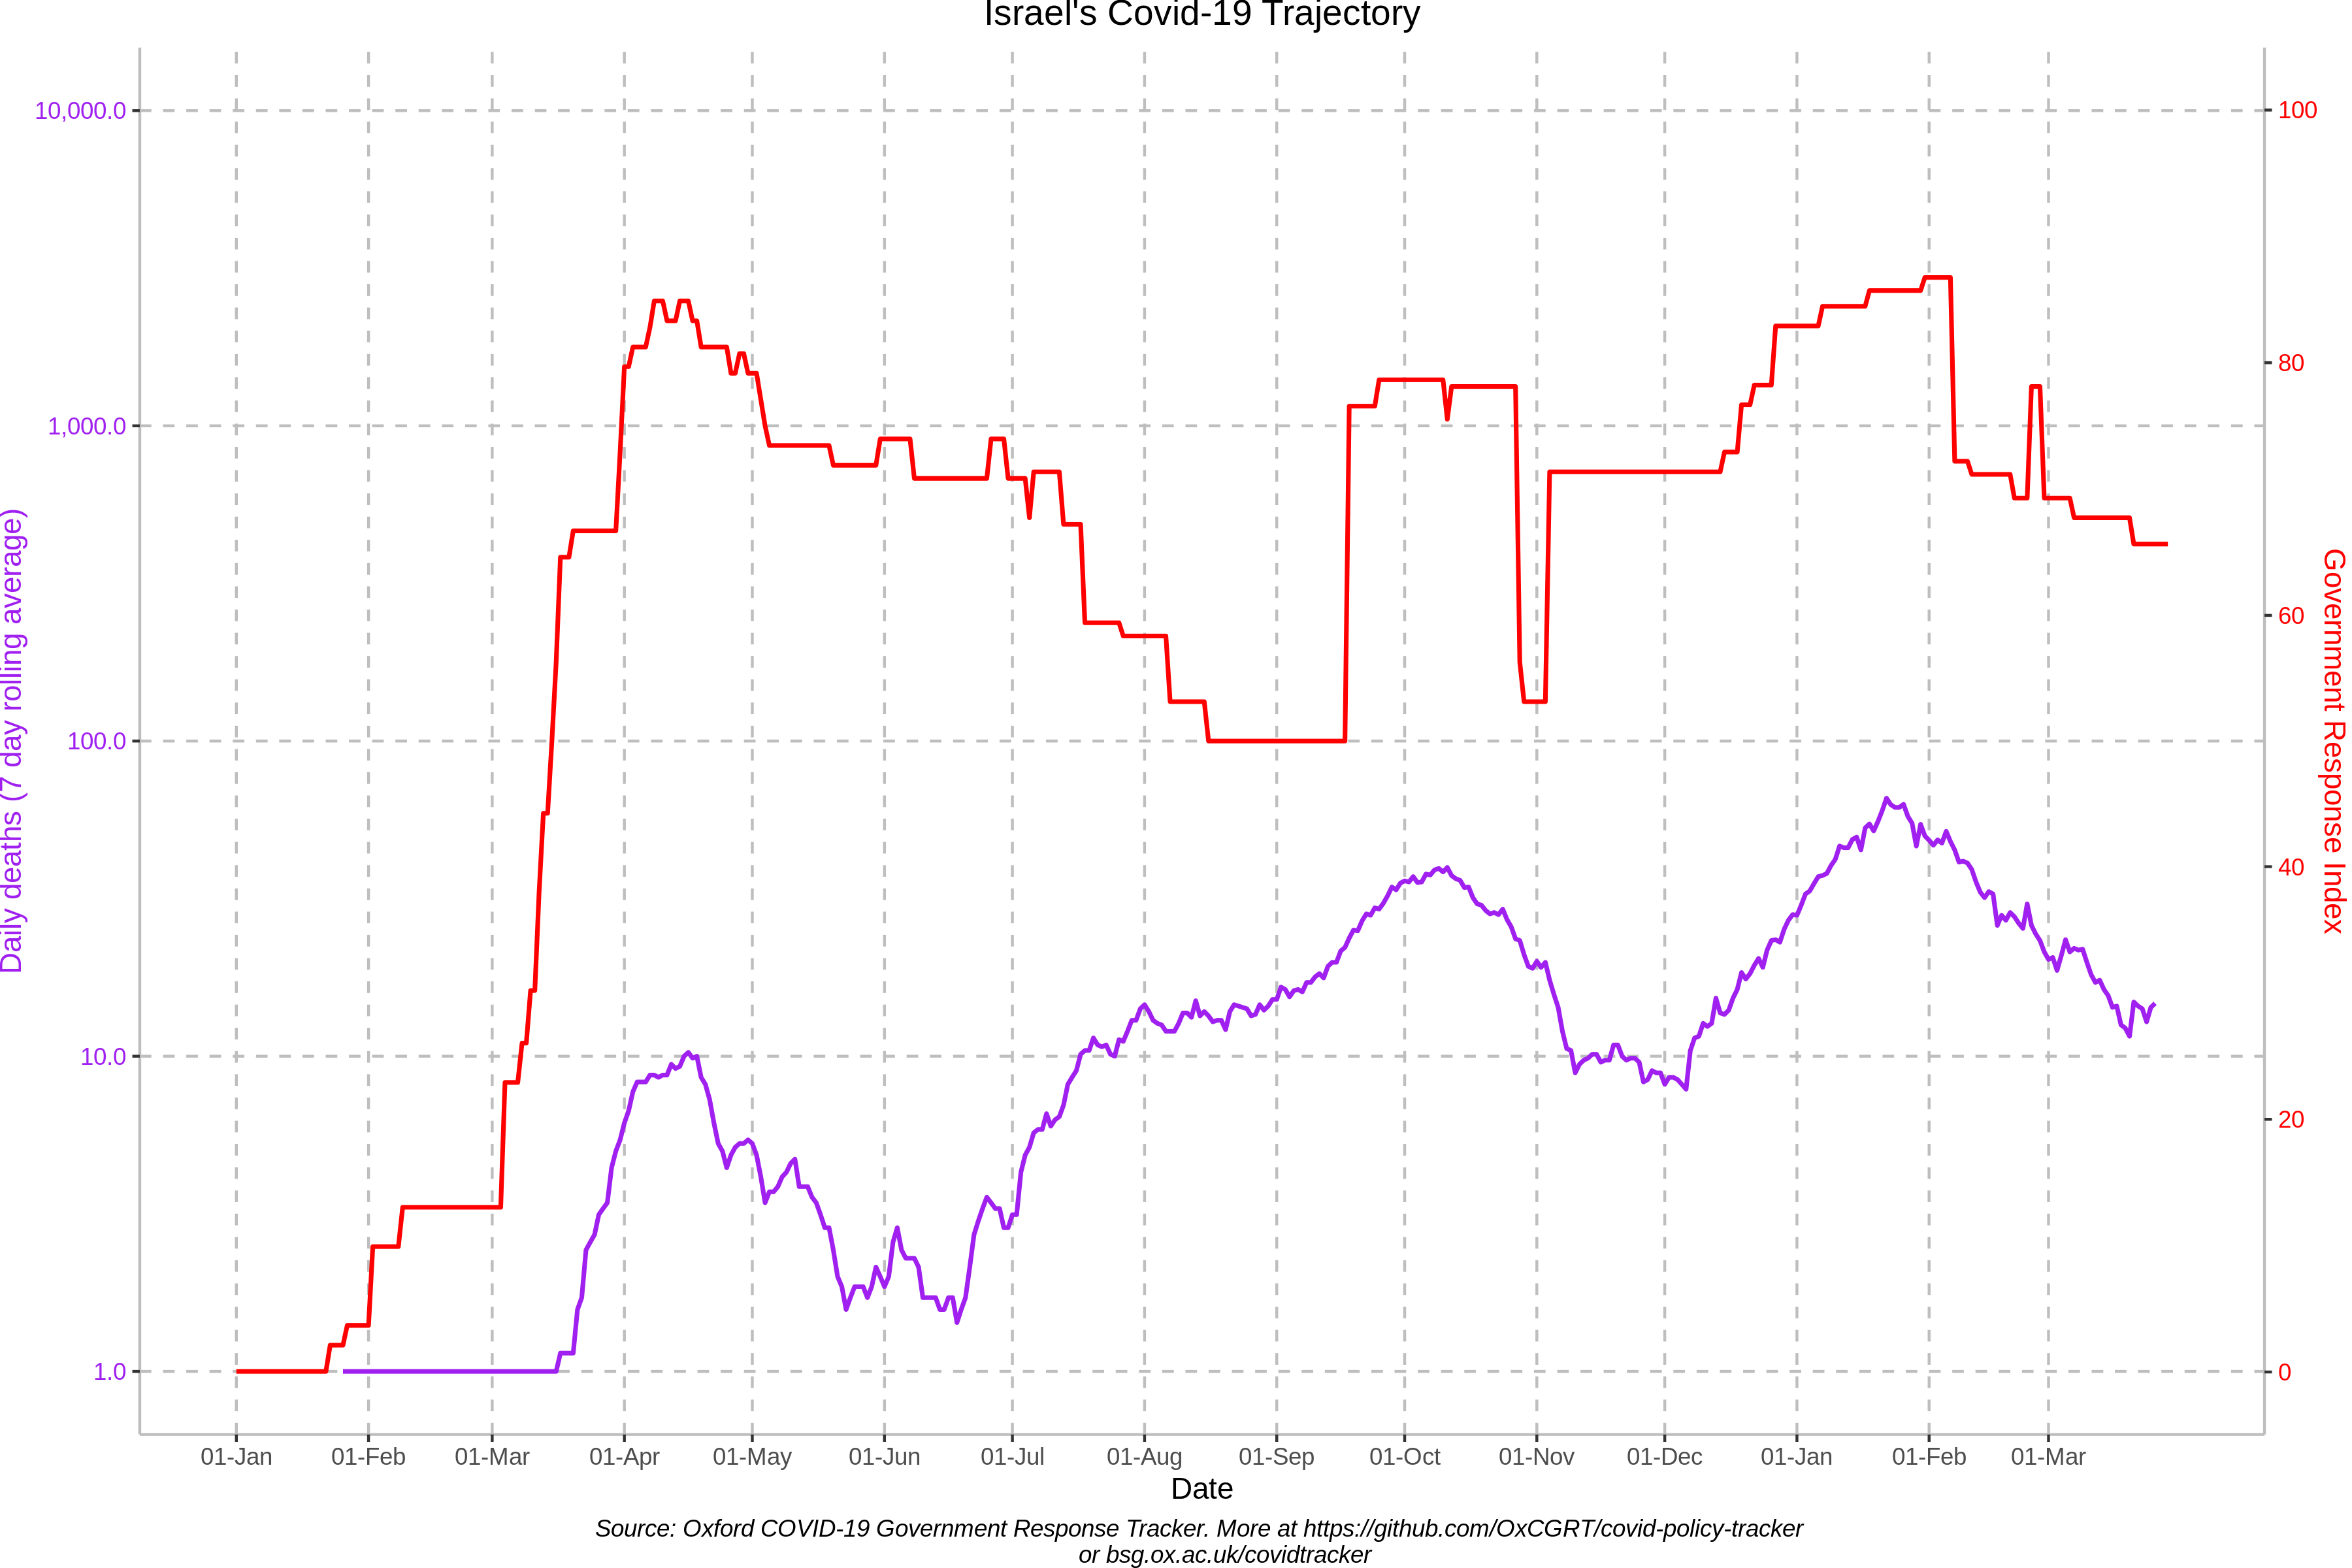 Israel's Covid-19 Trajectory
Daily deaths (7 day rolling average)
10,000.0
1,000.0
100.0
10.0
1.0
100
80
60
40
20
0
Government Response Index
01-Jan 01-Feb 01-Mar 01-Apr 01-May 01-Jun 01-Jul 01-Aug 01-Sep 01-Oct 01-Nov 01-Dec 01-Jan 01-Feb 01-Mar
Date
Source: Oxford COVID-19 Government Response Tracker. More at https://github.com/OxCGRT/covid-policy-tracker
or bsg.ox.ac.uk/covidtracker